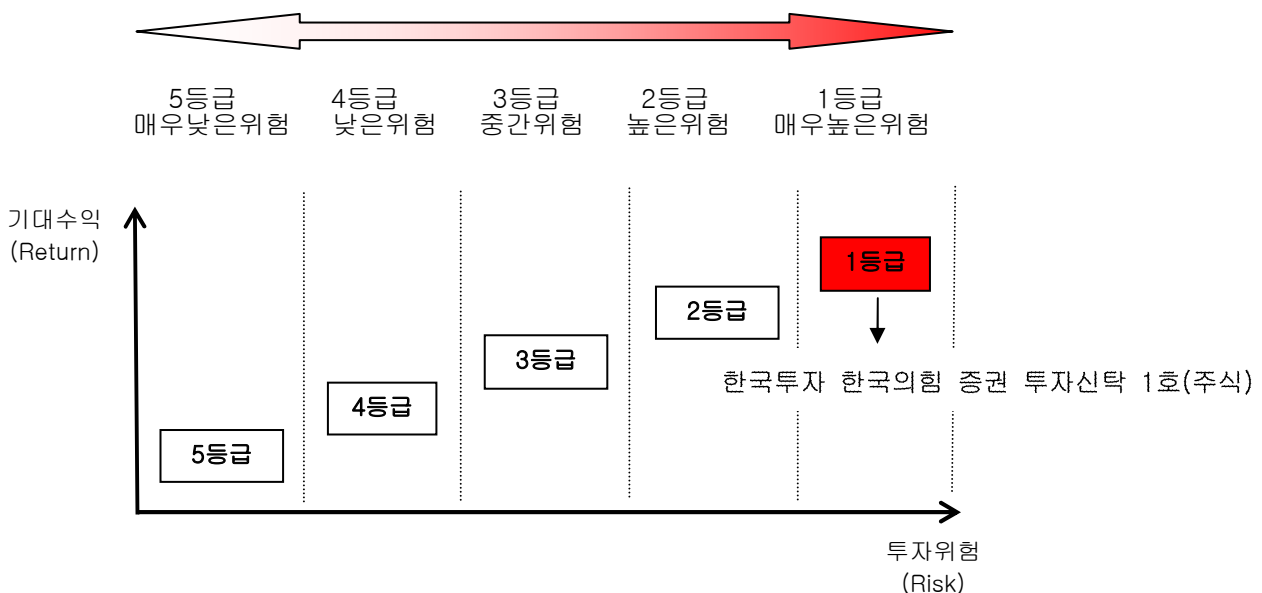 5등급 4등급 3등급 2등급 1등급
매우낮은위험 낮은위험 중간위험 높은위험 매우높은위험
기대수익
(Return)
1등급
2등급
3등급
한국투자 한국의힘 증권 투자신탁 1호(주식)
4등급
5등급
투자위험
(Risk)